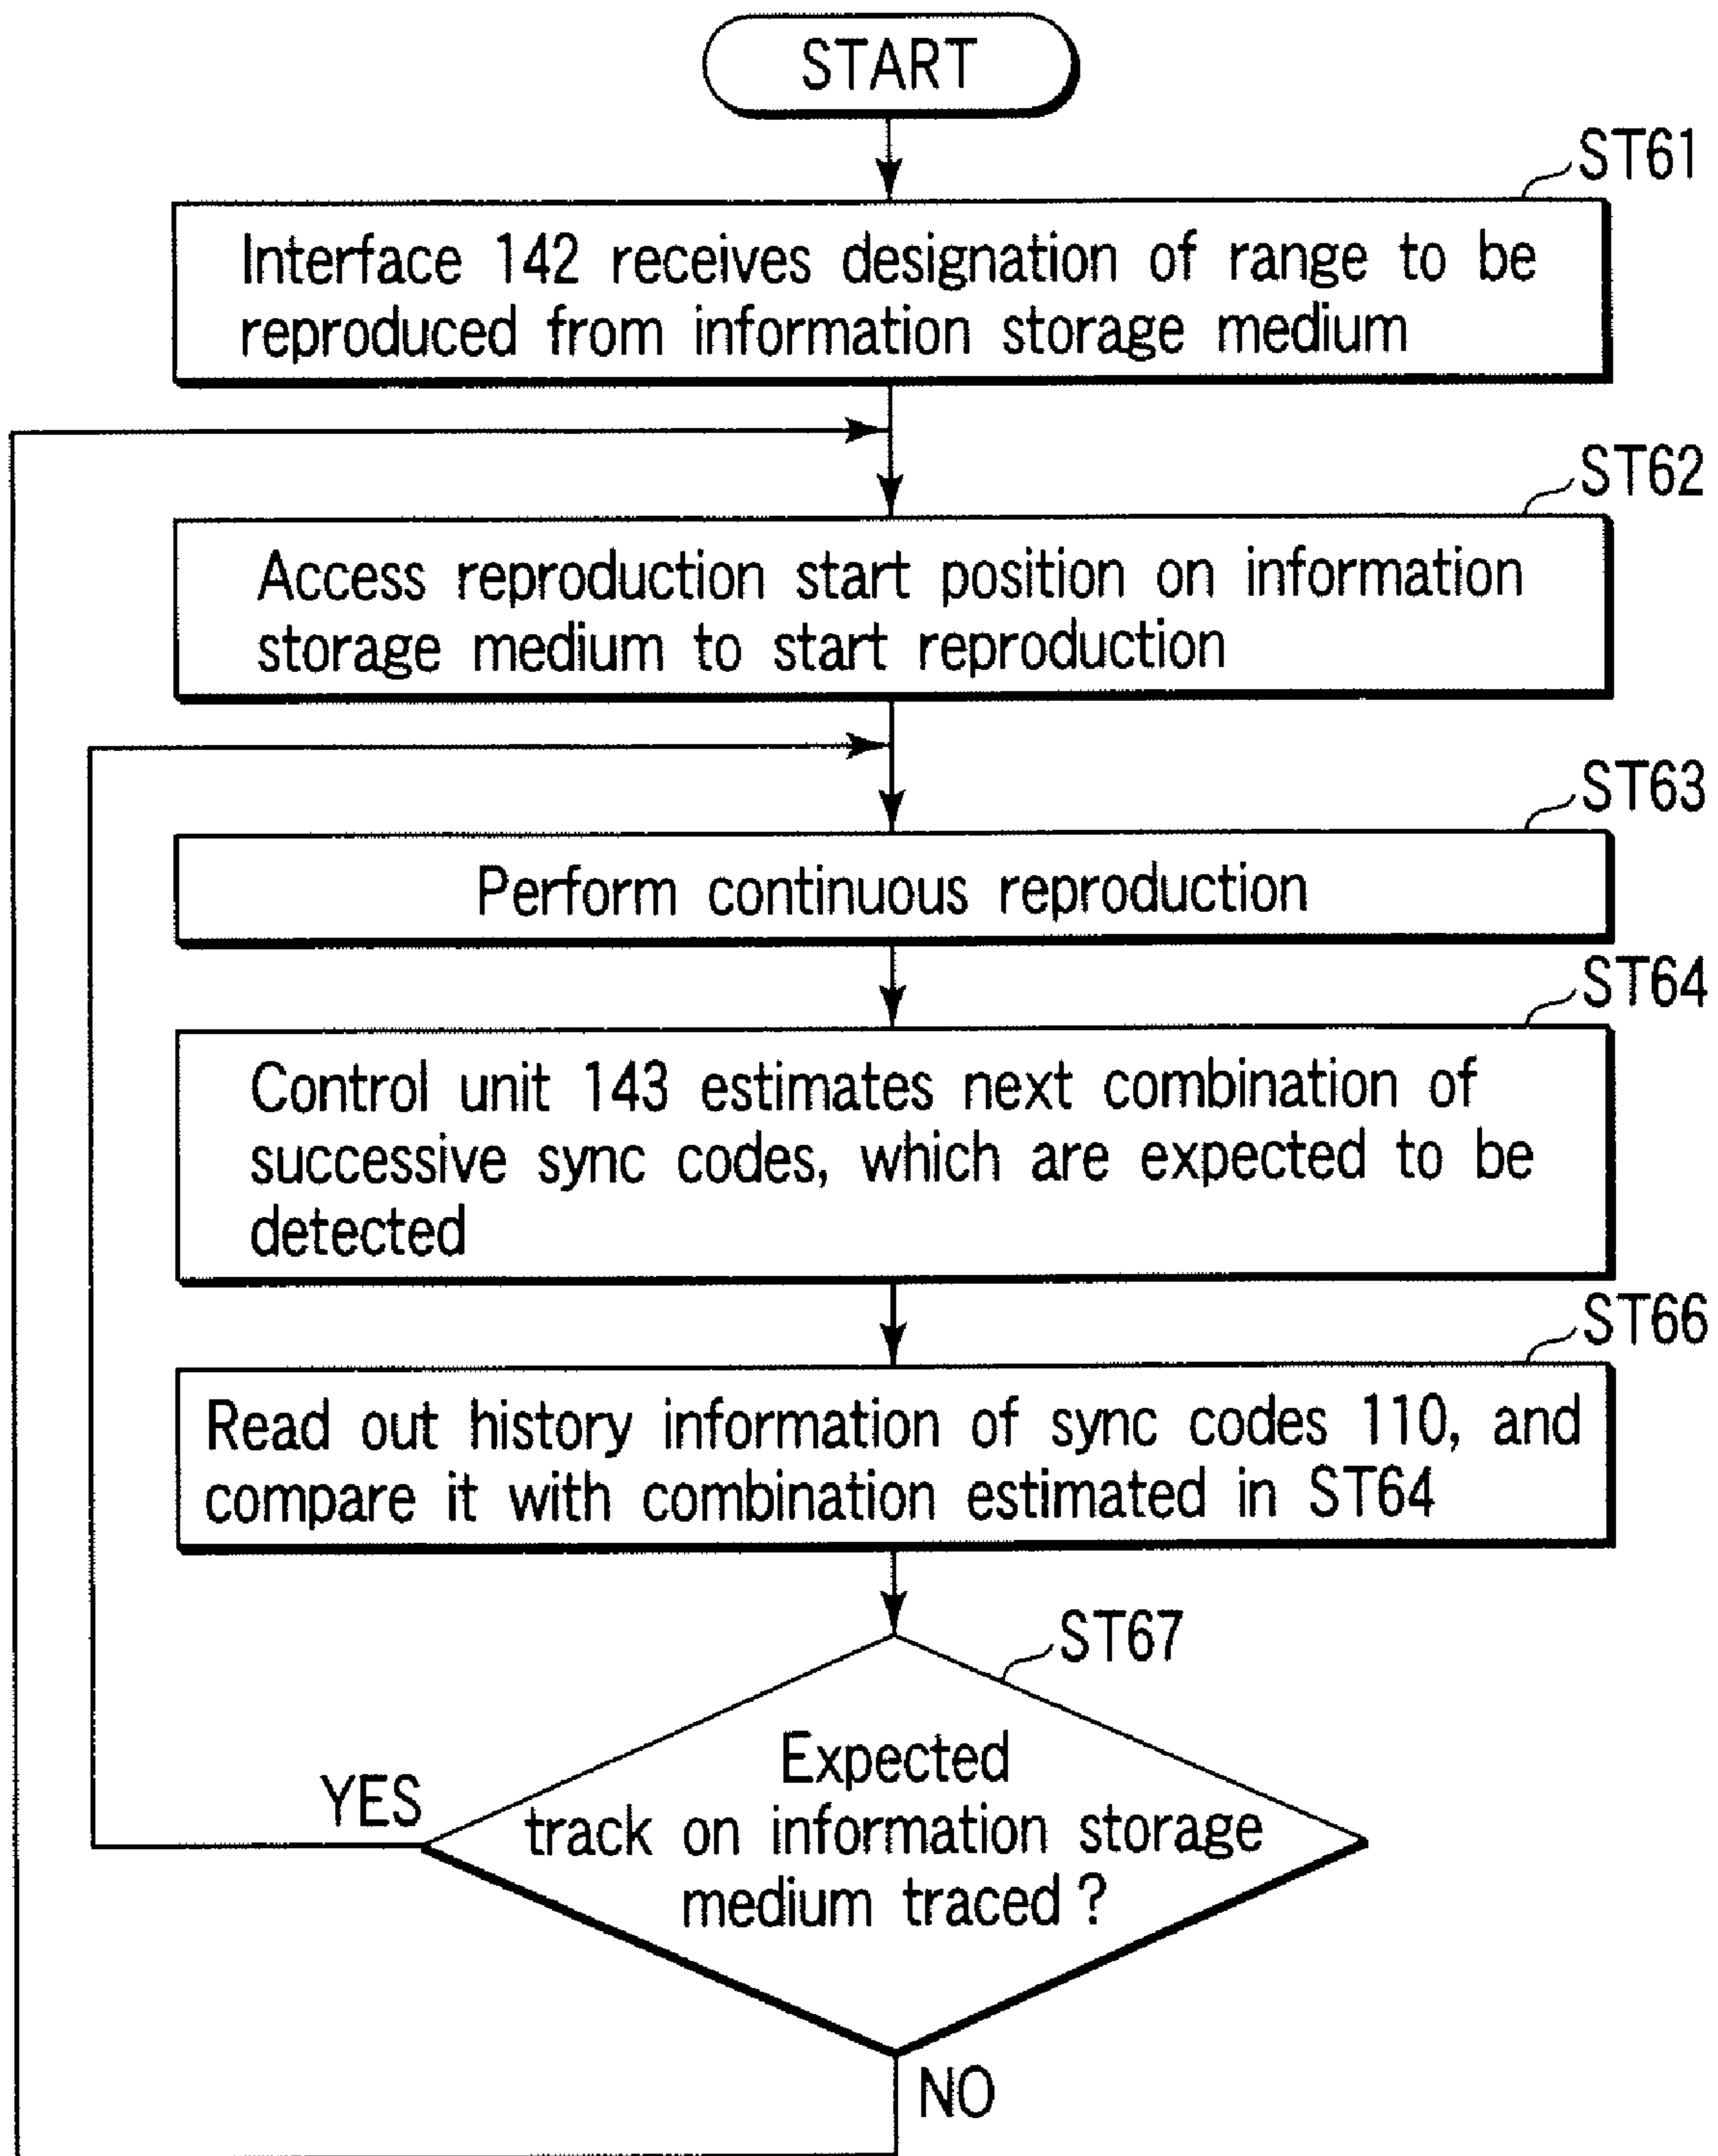 START
ST61
Interface 142 receives designation of range to be
reproduced from information storage medium
ST62
Access reproduction start position on information
storage medium to start reproduction
ST63
Perform continuous reproduction
ST64
Control unit 143 estimates next combination of
successive sync codes, which are expected to be
detected
ST66
Read out history information of sync codes 110, and
compare it with combination estimated in ST64
ST67
Expected
YES
track on information storage
medium traced ?
NO